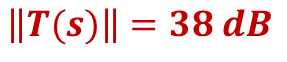 ‖T(s)‖ = 38 dB